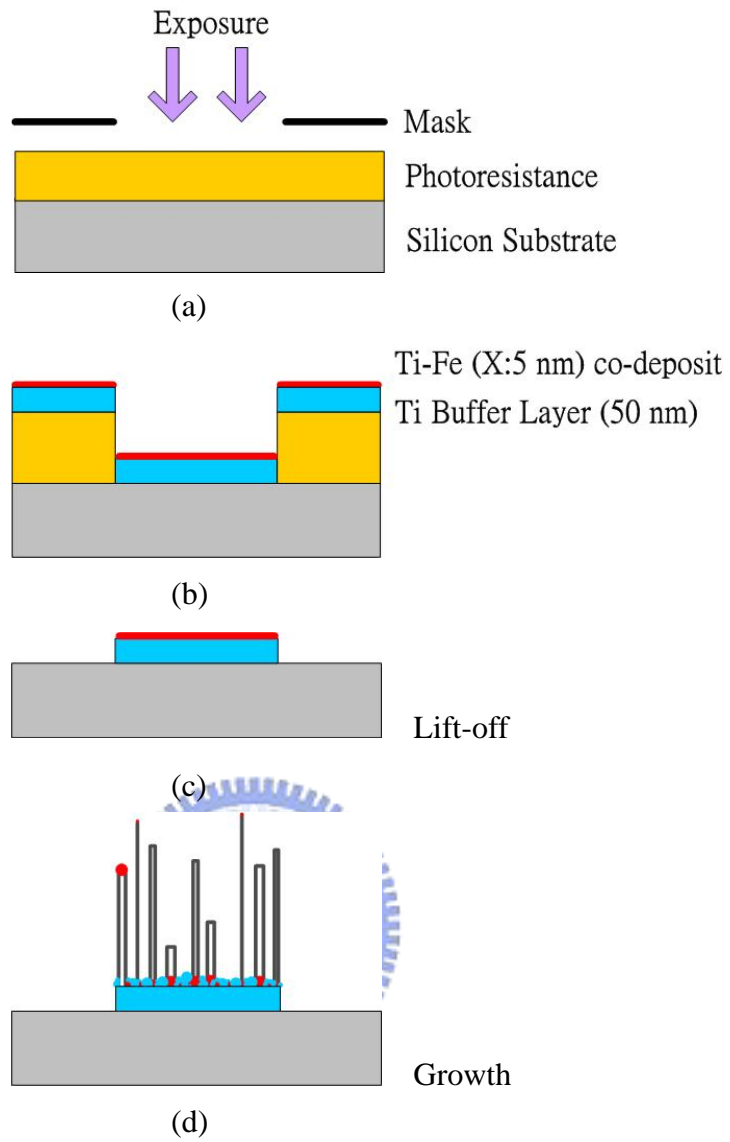 Exposure
Mask
Photoresistance
Silicon Substrate
(a)
Ti-Fe (X:5 nm) co-deposit
Ti Buffer Layer (50 nm)
(b)
Lift-off
(c)
Growth
(d)